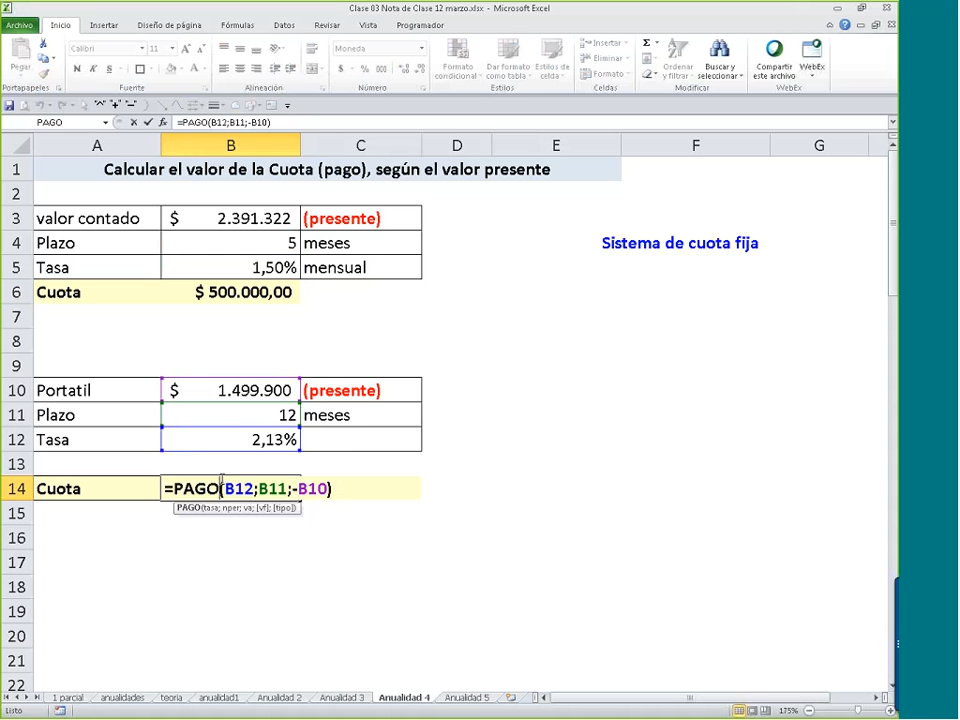 Clase 03 Nota de Clase 12 marzo.xlsx - Microsoft Excel
Archivo Inicio Insertar Diseño de página Fórmulas Datos Revisar Vista Programador
Calibri 11 Moneda
Pegar
N K S
Formato condicional
Dar formato como tabla
Estilos de celda
Insertar
Eliminar
Formato
Ordenar y filtrar
Buscar y seleccionar
Compartir este archivo
WebEx
Portapapeles Fuente Alineación Número Estilos Celdas Modificar WebEx
PAGO fx =PAGO(B12;B11;-B10)
A B C D E F G
1 Calcular el valor de la Cuota (pago), según el valor presente
2
3 valor contado $ 2.391.322 (presente)
4 Plazo 5 meses Sistema de cuota fija
5 Tasa 1,50% mensual
6 Cuota $ 500.000,00
7
8
9
10 Portatil $ 1.499.900 (presente)
11 Plazo 12 meses
12 Tasa 2,13%
13
14 Cuota =PAGO(B12;B11;-B10)
PAGO(tasa; nper; va; [vf]; [tipo])
15
16
17
18
19
20
21
22
1 parcial anualidades teoria anualidad1 Anualidad 2 Anualidad 3 Anualidad 4 Anualidad 5
Listo 175%